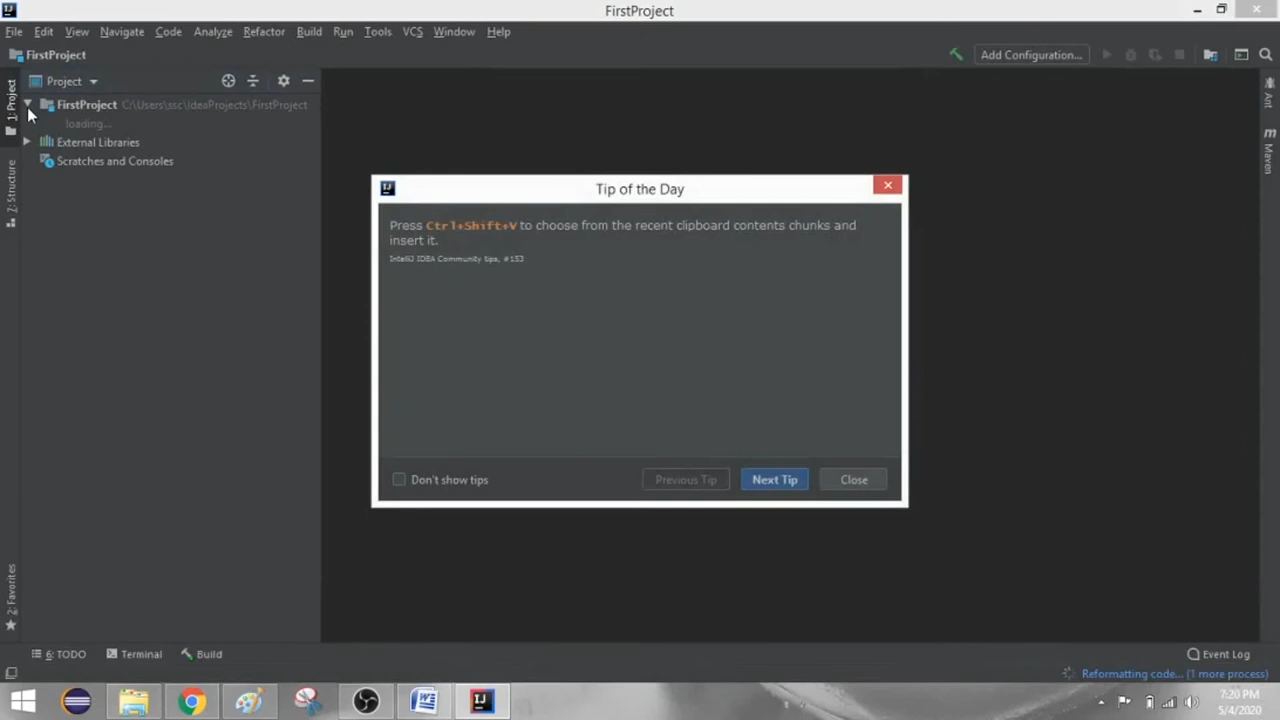 FirstProject
File Edit View Navigate Code Analyze Refactor Build Run Tools VCS Window Help
FirstProject
Add Configuration...
Project
1: Project
FirstProject C:\Users\ssc\IdeaProjects\FirstProject
loading...
External Libraries
Scratches and Consoles
Z: Structure
2: Favorites
Ant
Maven
Tip of the Day
Press Ctrl+Shift+V to choose from the recent clipboard contents chunks and
insert it.
IntelliJ IDEA Community tips, #153
Don't show tips
Previous Tip
Next Tip
Close
6: TODO
Terminal
Build
Event Log
Reformatting code... (1 more process)
7:20 PM
5/4/2020